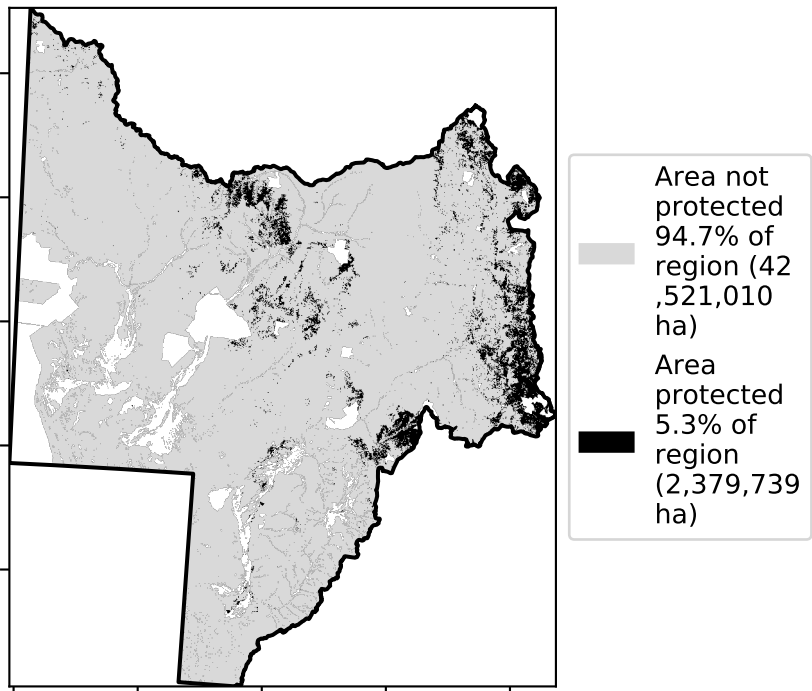 Area not
protected
94.7% of
region (42
,521,010
ha)
Area
protected
5.3% of
region
(2,379,739
ha)